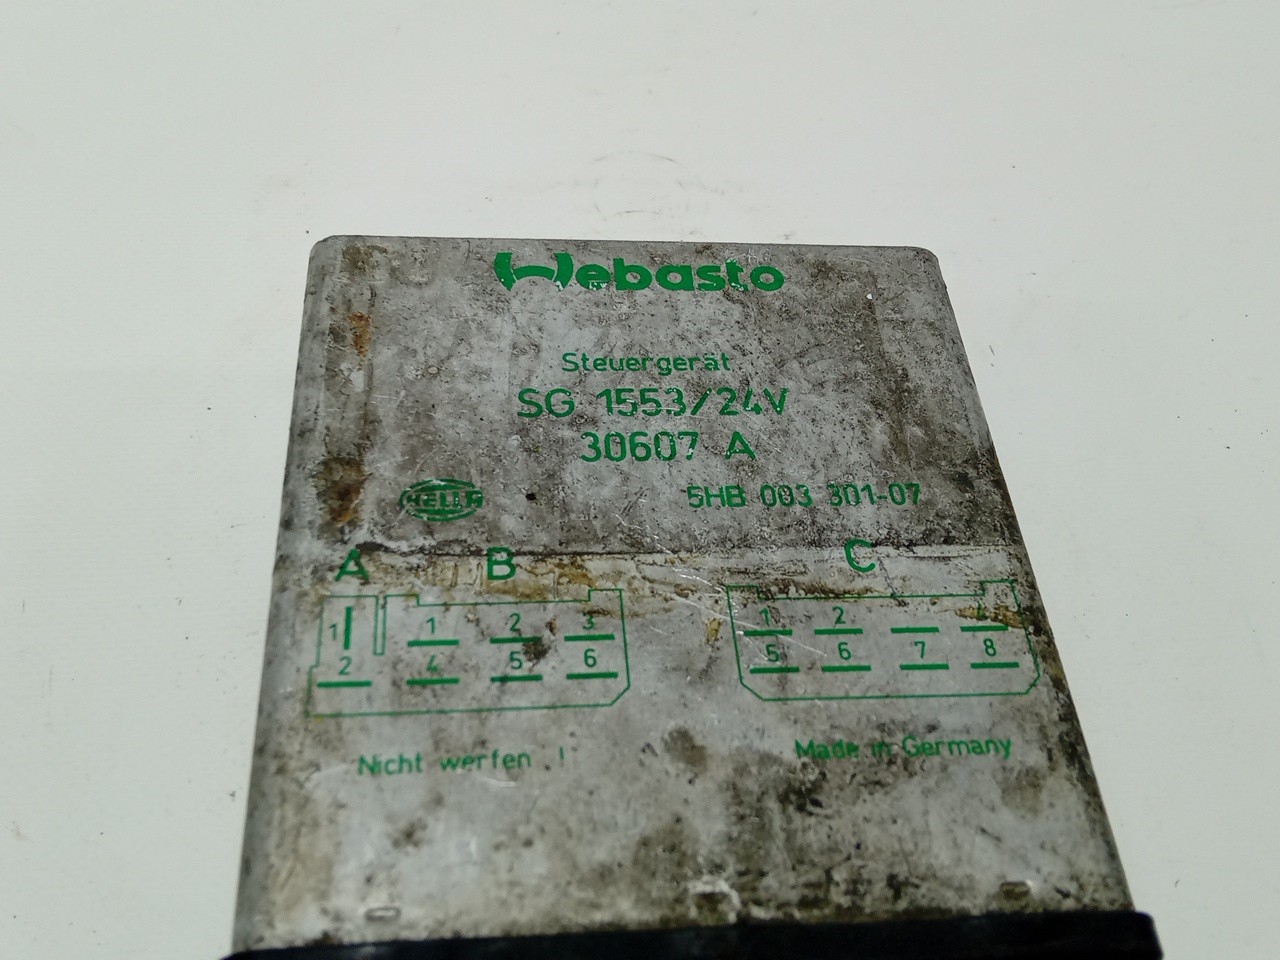 Webasto
Steuergerät
SG 1553/24V
30607 A
HELLA 5HB 003 301-07
A B C
1 1 2 3 1 2
2 4 5 6 5 6 7 8
Nicht werfen ! Made in Germany